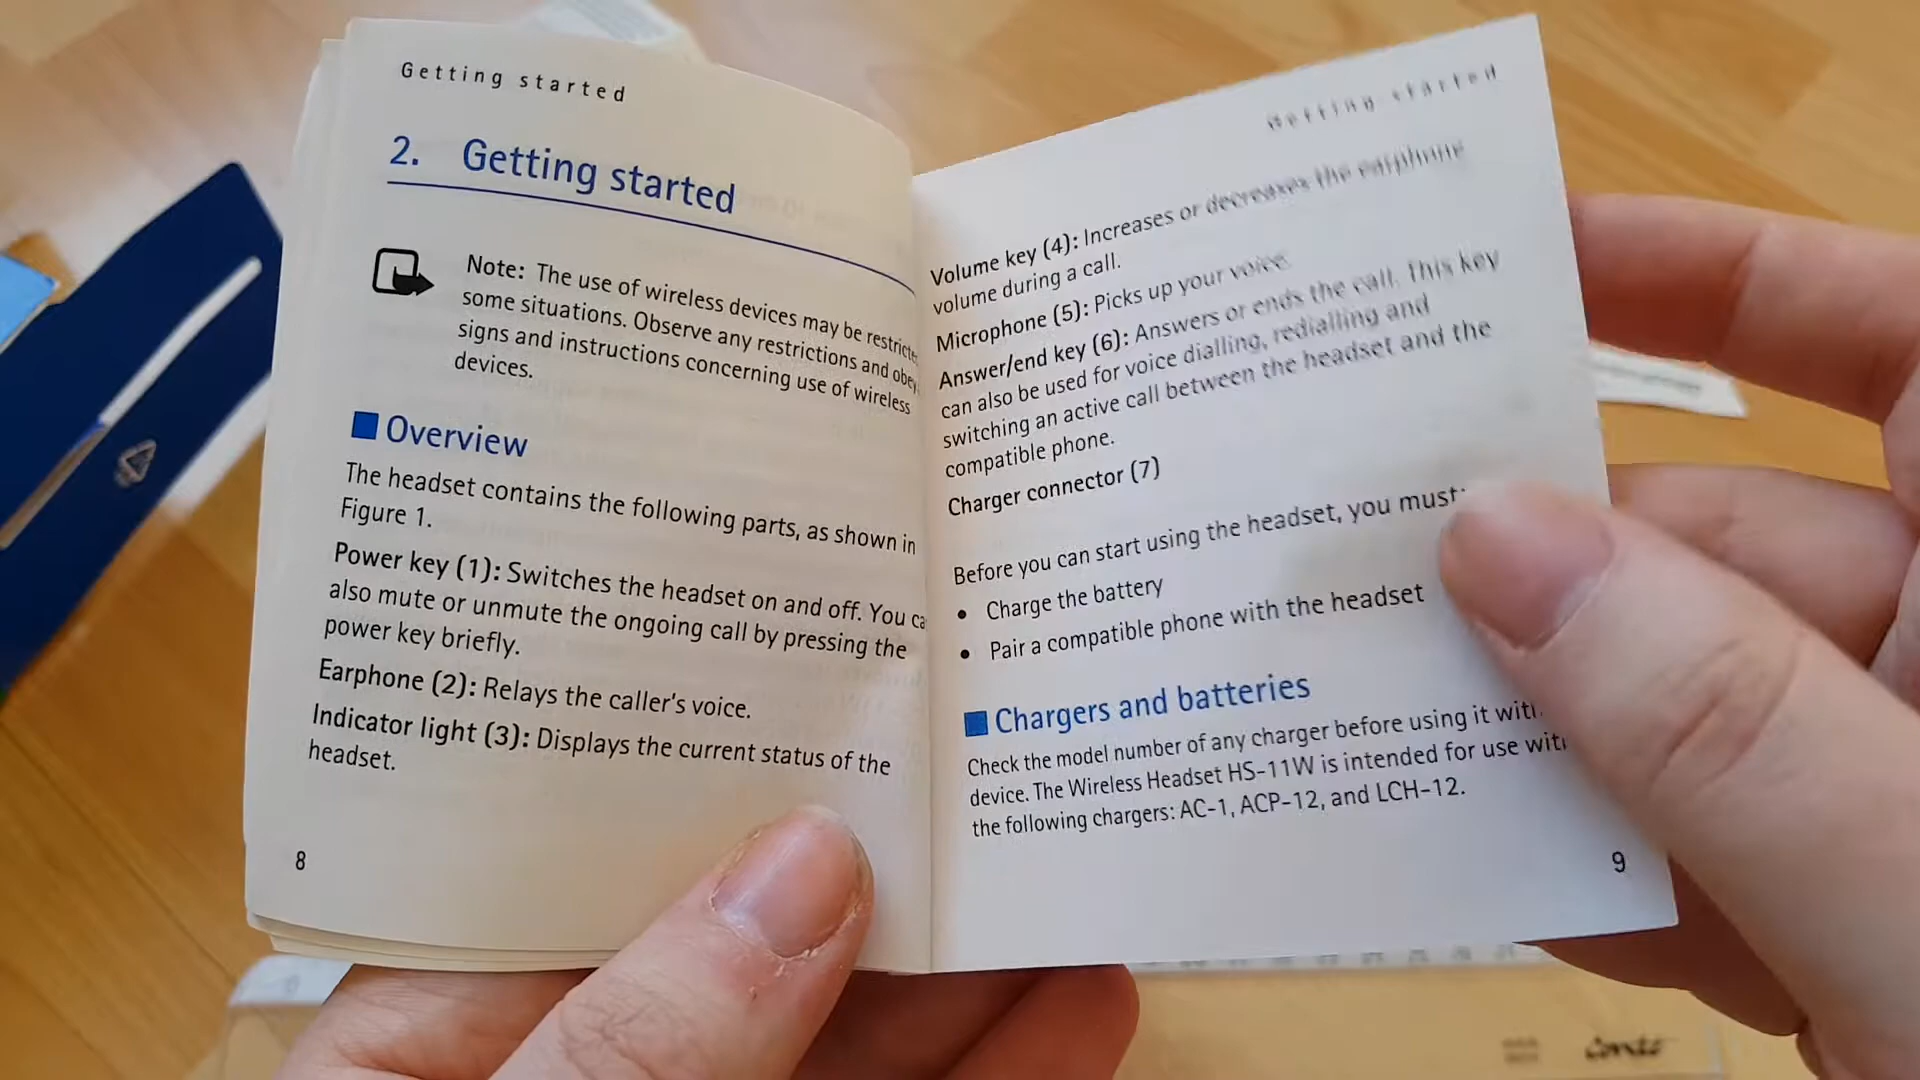 Getting started
2. Getting started
Note: The use of wireless devices may be
some situations. Observe any restrictions and
signs and instructions concerning use of wireless
devices.
Overview
The headset contains the following parts, as shown in
Figure 1.
Power key (1): Switches the headset on and off. You
also mute or unmute the ongoing call by pressing the
power key briefly.
Earphone (2): Relays the caller's voice.
Indicator light (3): Displays the current status of the
headset.
8
Getting started
Volume key (4): Increases or decreases the earphone
volume during a call.
Microphone (5): Picks up your voice.
Answer/end key (6): Answers or ends the call. This key
can also be used for voice dialling, redialling and
switching an active call between the headset and the
compatible phone.
Charger connector (7)
Before you can start using the headset, you must:
• Charge the battery
• Pair a compatible phone with the headset
Chargers and batteries
Check the model number of any charger before using it
device. The Wireless Headset HS-11W is intended for use
the following chargers: AC-1, ACP-12, and LCH-12.
9